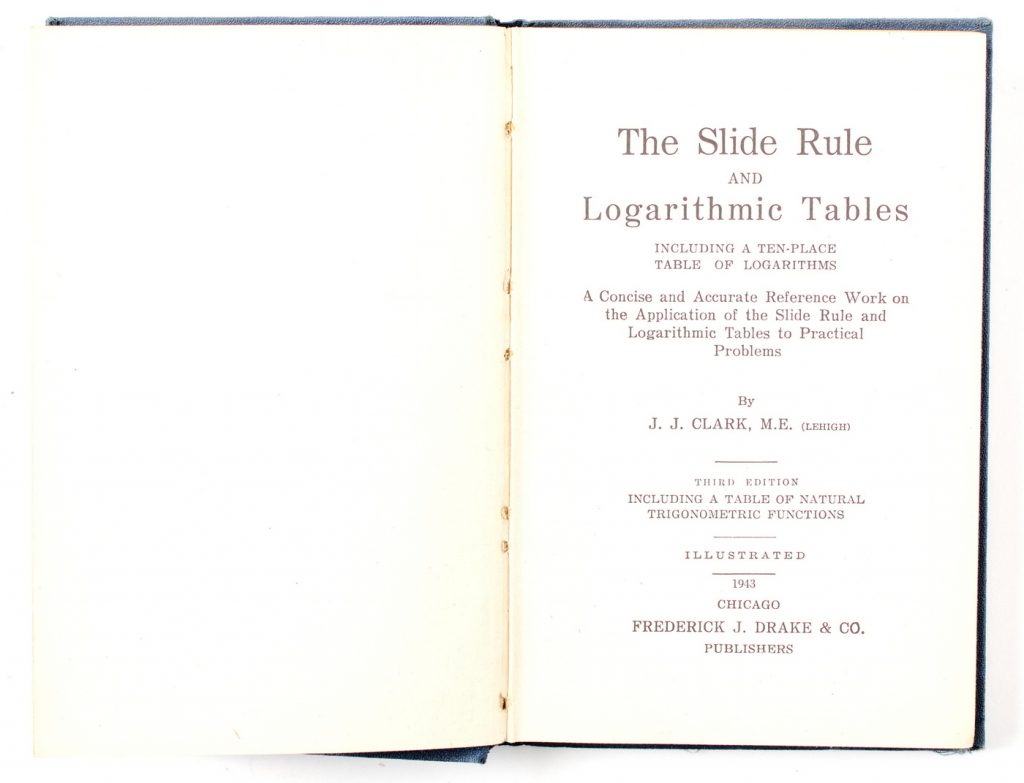 The Slide Rule
AND
Logarithmic Tables
INCLUDING A TEN-PLACE
TABLE OF LOGARITHMS
A Concise and Accurate Reference Work on
the Application of the Slide Rule and
Logarithmic Tables to Practical
Problems
By
J. J. CLARK, M.E. (LEHIGH)
THIRD EDITION
INCLUDING A TABLE OF NATURAL
TRIGONOMETRIC FUNCTIONS
ILLUSTRATED
1943
CHICAGO
FREDERICK J. DRAKE & CO.
PUBLISHERS